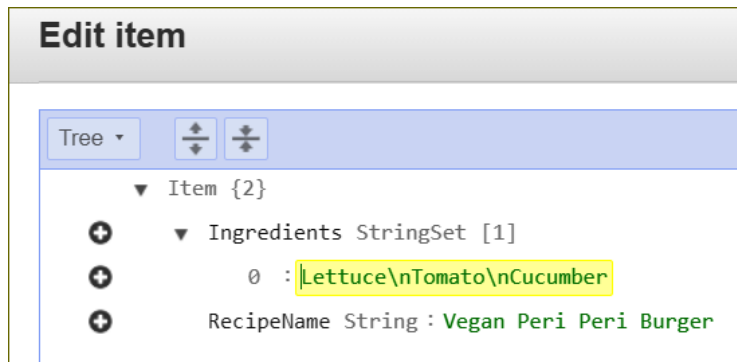 Edit item
Tree
Item {2}
Ingredients StringSet [1]
0 : Lettuce\nTomato\nCucumber
RecipeName String : Vegan Peri Peri Burger